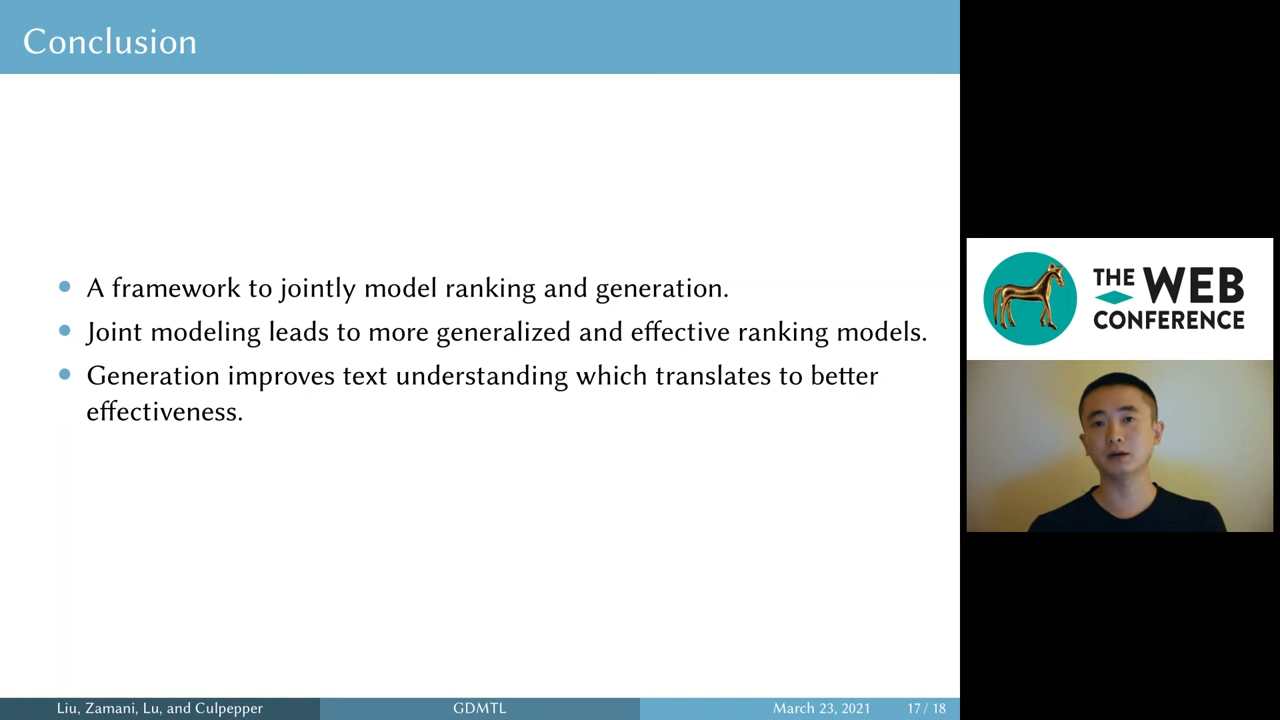 Conclusion
A framework to jointly model ranking and generation.
Joint modeling leads to more generalized and effective ranking models.
Generation improves text understanding which translates to better
effectiveness.
THE WEB
CONFERENCE
Liu, Zamani, Lu, and Culpepper GDMTL March 23, 2021 17 / 18